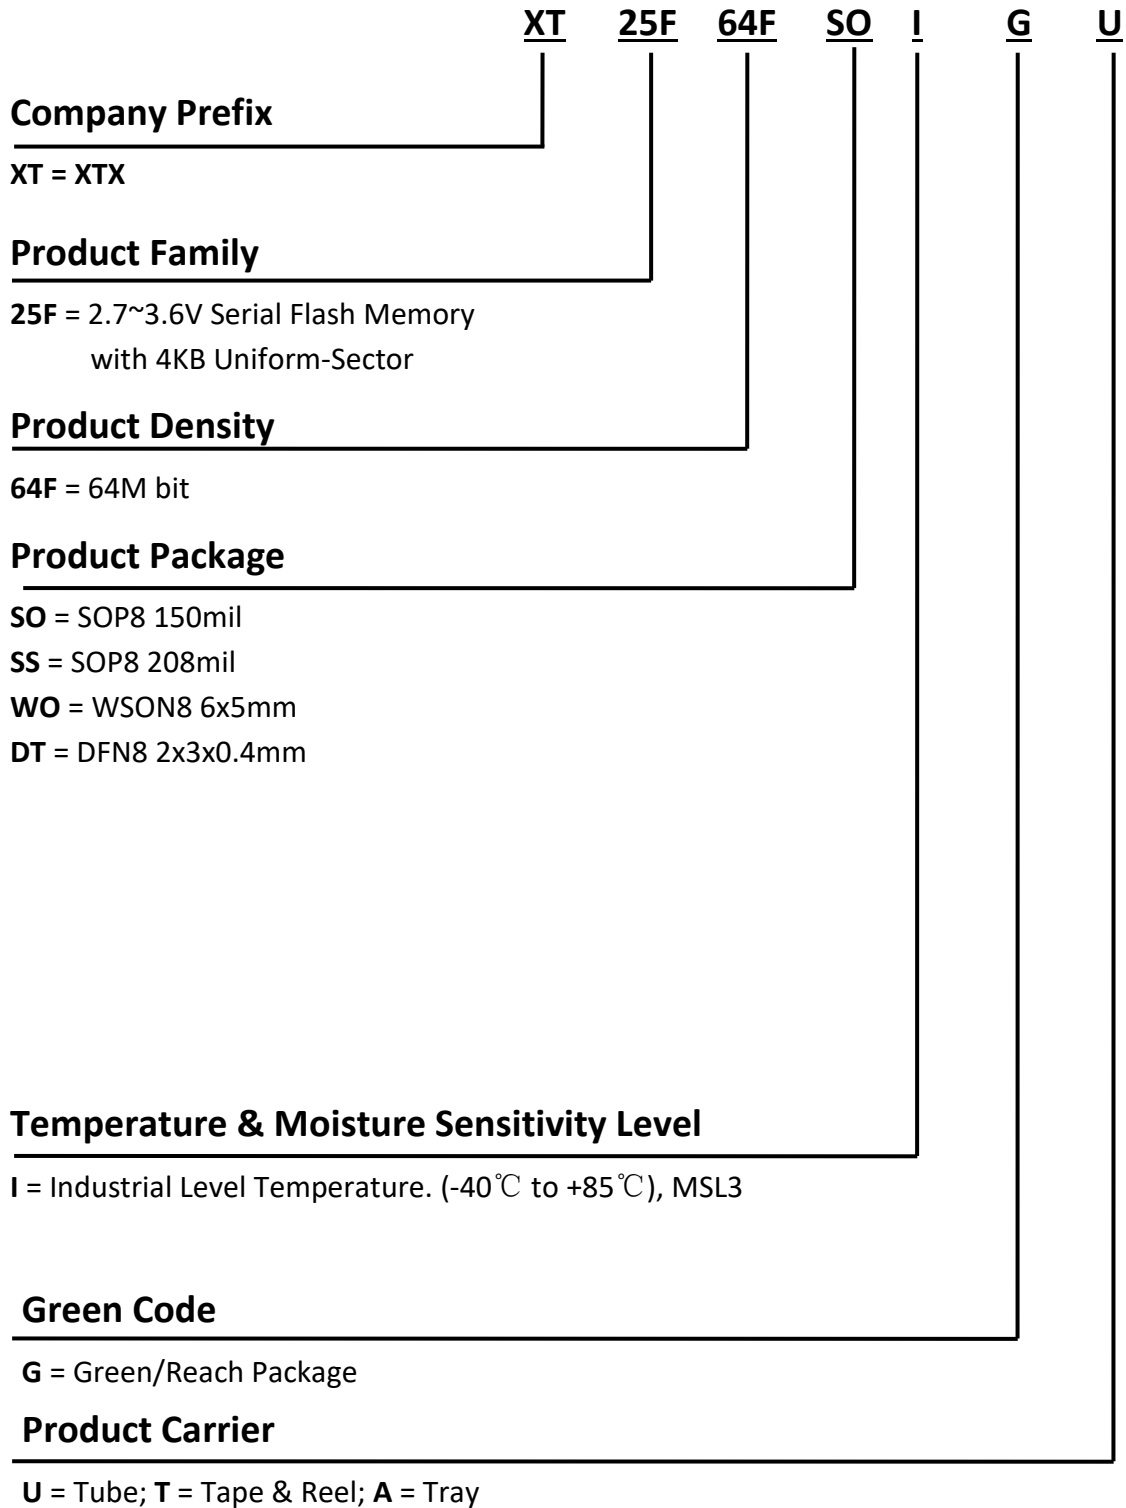 XT 25F 64F SO I G U
Company Prefix
XT = XTX
Product Family
25F = 2.7~3.6V Serial Flash Memory
with 4KB Uniform-Sector
Product Density
64F = 64M bit
Product Package
SO = SOP8 150mil
SS = SOP8 208mil
WO = WSON8 6x5mm
DT = DFN8 2x3x0.4mm
Temperature & Moisture Sensitivity Level
I = Industrial Level Temperature. (-40℃ to +85℃), MSL3
Green Code
G = Green/Reach Package
Product Carrier
U = Tube; T = Tape & Reel; A = Tray